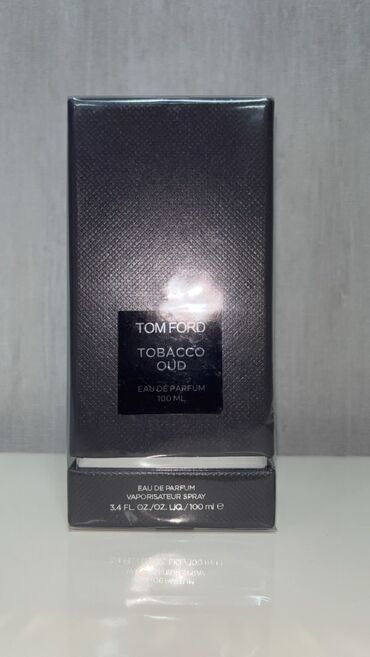 TOM FORD
TOBACCO
OUD
EAU DE PARFUM
100 ML
EAU DE PARFUM
VAPORISATEUR SPRAY
3.4 FL. OZ./OZ. LIQ./100 ml ℮